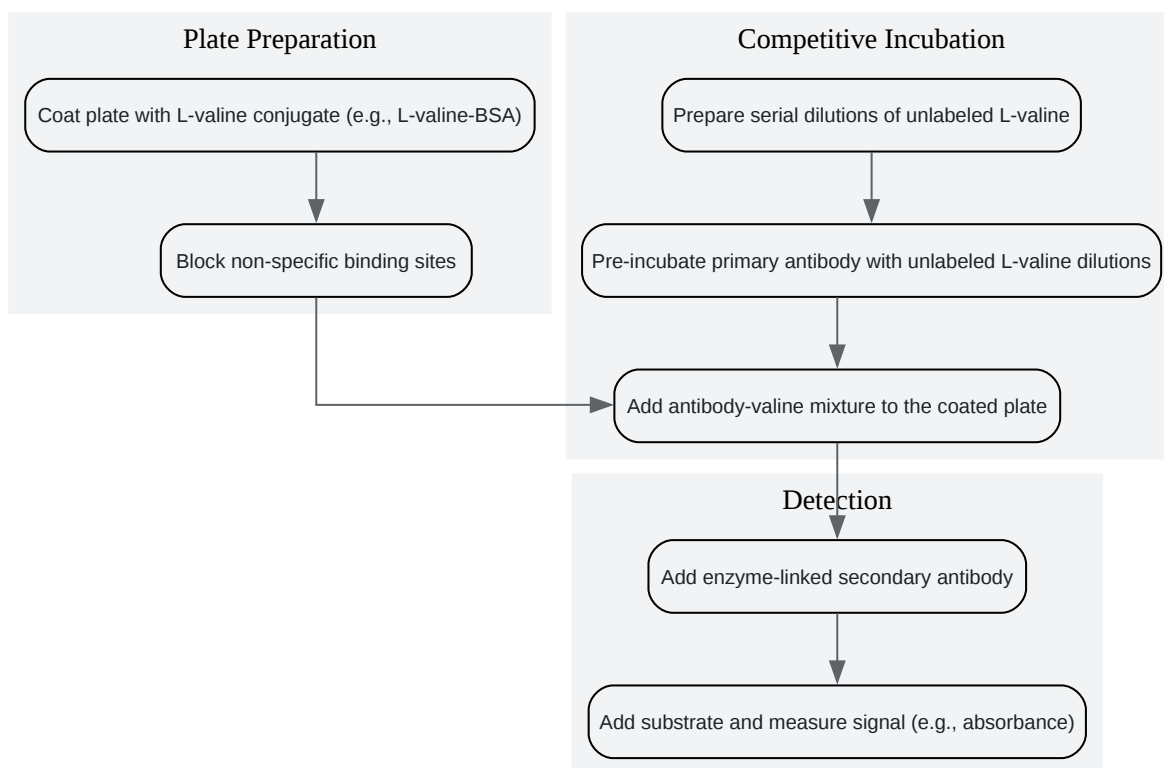 Plate Preparation
Coat plate with L-valine conjugate (e.g., L-valine-BSA)
Block non-specific binding sites
Competitive Incubation
Prepare serial dilutions of unlabeled L-valine
Pre-incubate primary antibody with unlabeled L-valine dilutions
Add antibody-valine mixture to the coated plate
Detection
Add enzyme-linked secondary antibody
Add substrate and measure signal (e.g., absorbance)